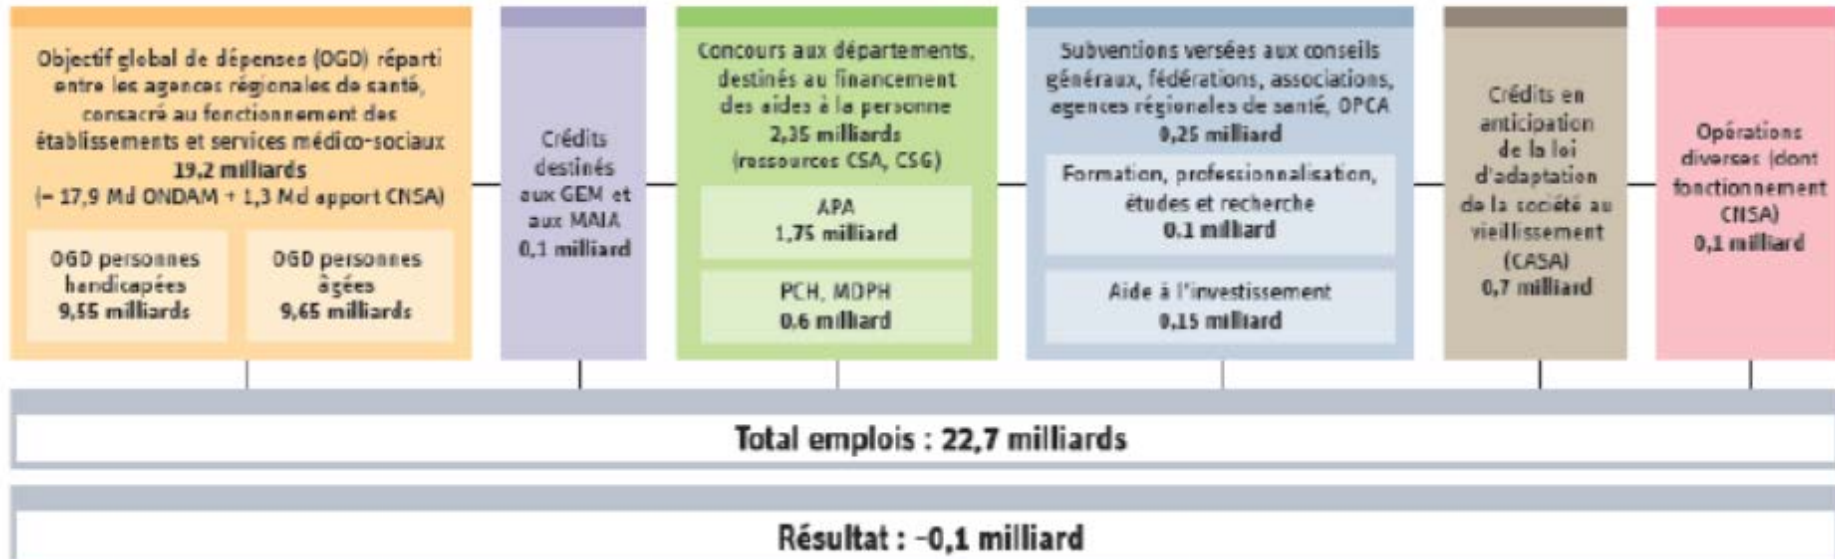 Objectif global de dépenses (OGD) réparti
entre les agences régionales de santé,
consacré au fonctionnement des
établissements et services médico-sociaux
19,2 milliards
(= 17,9 Md ONDAM + 1,3 Md apport CNSA)
OGD personnes
handicapées
9,55 milliards
OGD personnes
âgées
9,65 milliards
Crédits
destinés
aux GEM et
aux MAIA
0,1 milliard
Concours aux départements,
destinés au financement
des aides à la personne
2,35 milliards
(ressources CSA, CSG)
APA
1,75 milliard
PCH, MDPH
0,6 milliard
Subventions versées aux conseils
généraux, fédérations, associations,
agences régionales de santé, OPCA
0,25 milliard
Formation, professionnalisation,
études et recherche
0,1 milliard
Aide à l'investissement
0,15 milliard
Crédits en
anticipation
de la loi
d'adaptation
de la société au
vieillissement
(CASA)
0,7 milliard
Opérations
diverses (dont
fonctionnement
CNSA)
0,1 milliard
Total emplois : 22,7 milliards
Résultat : -0,1 milliard